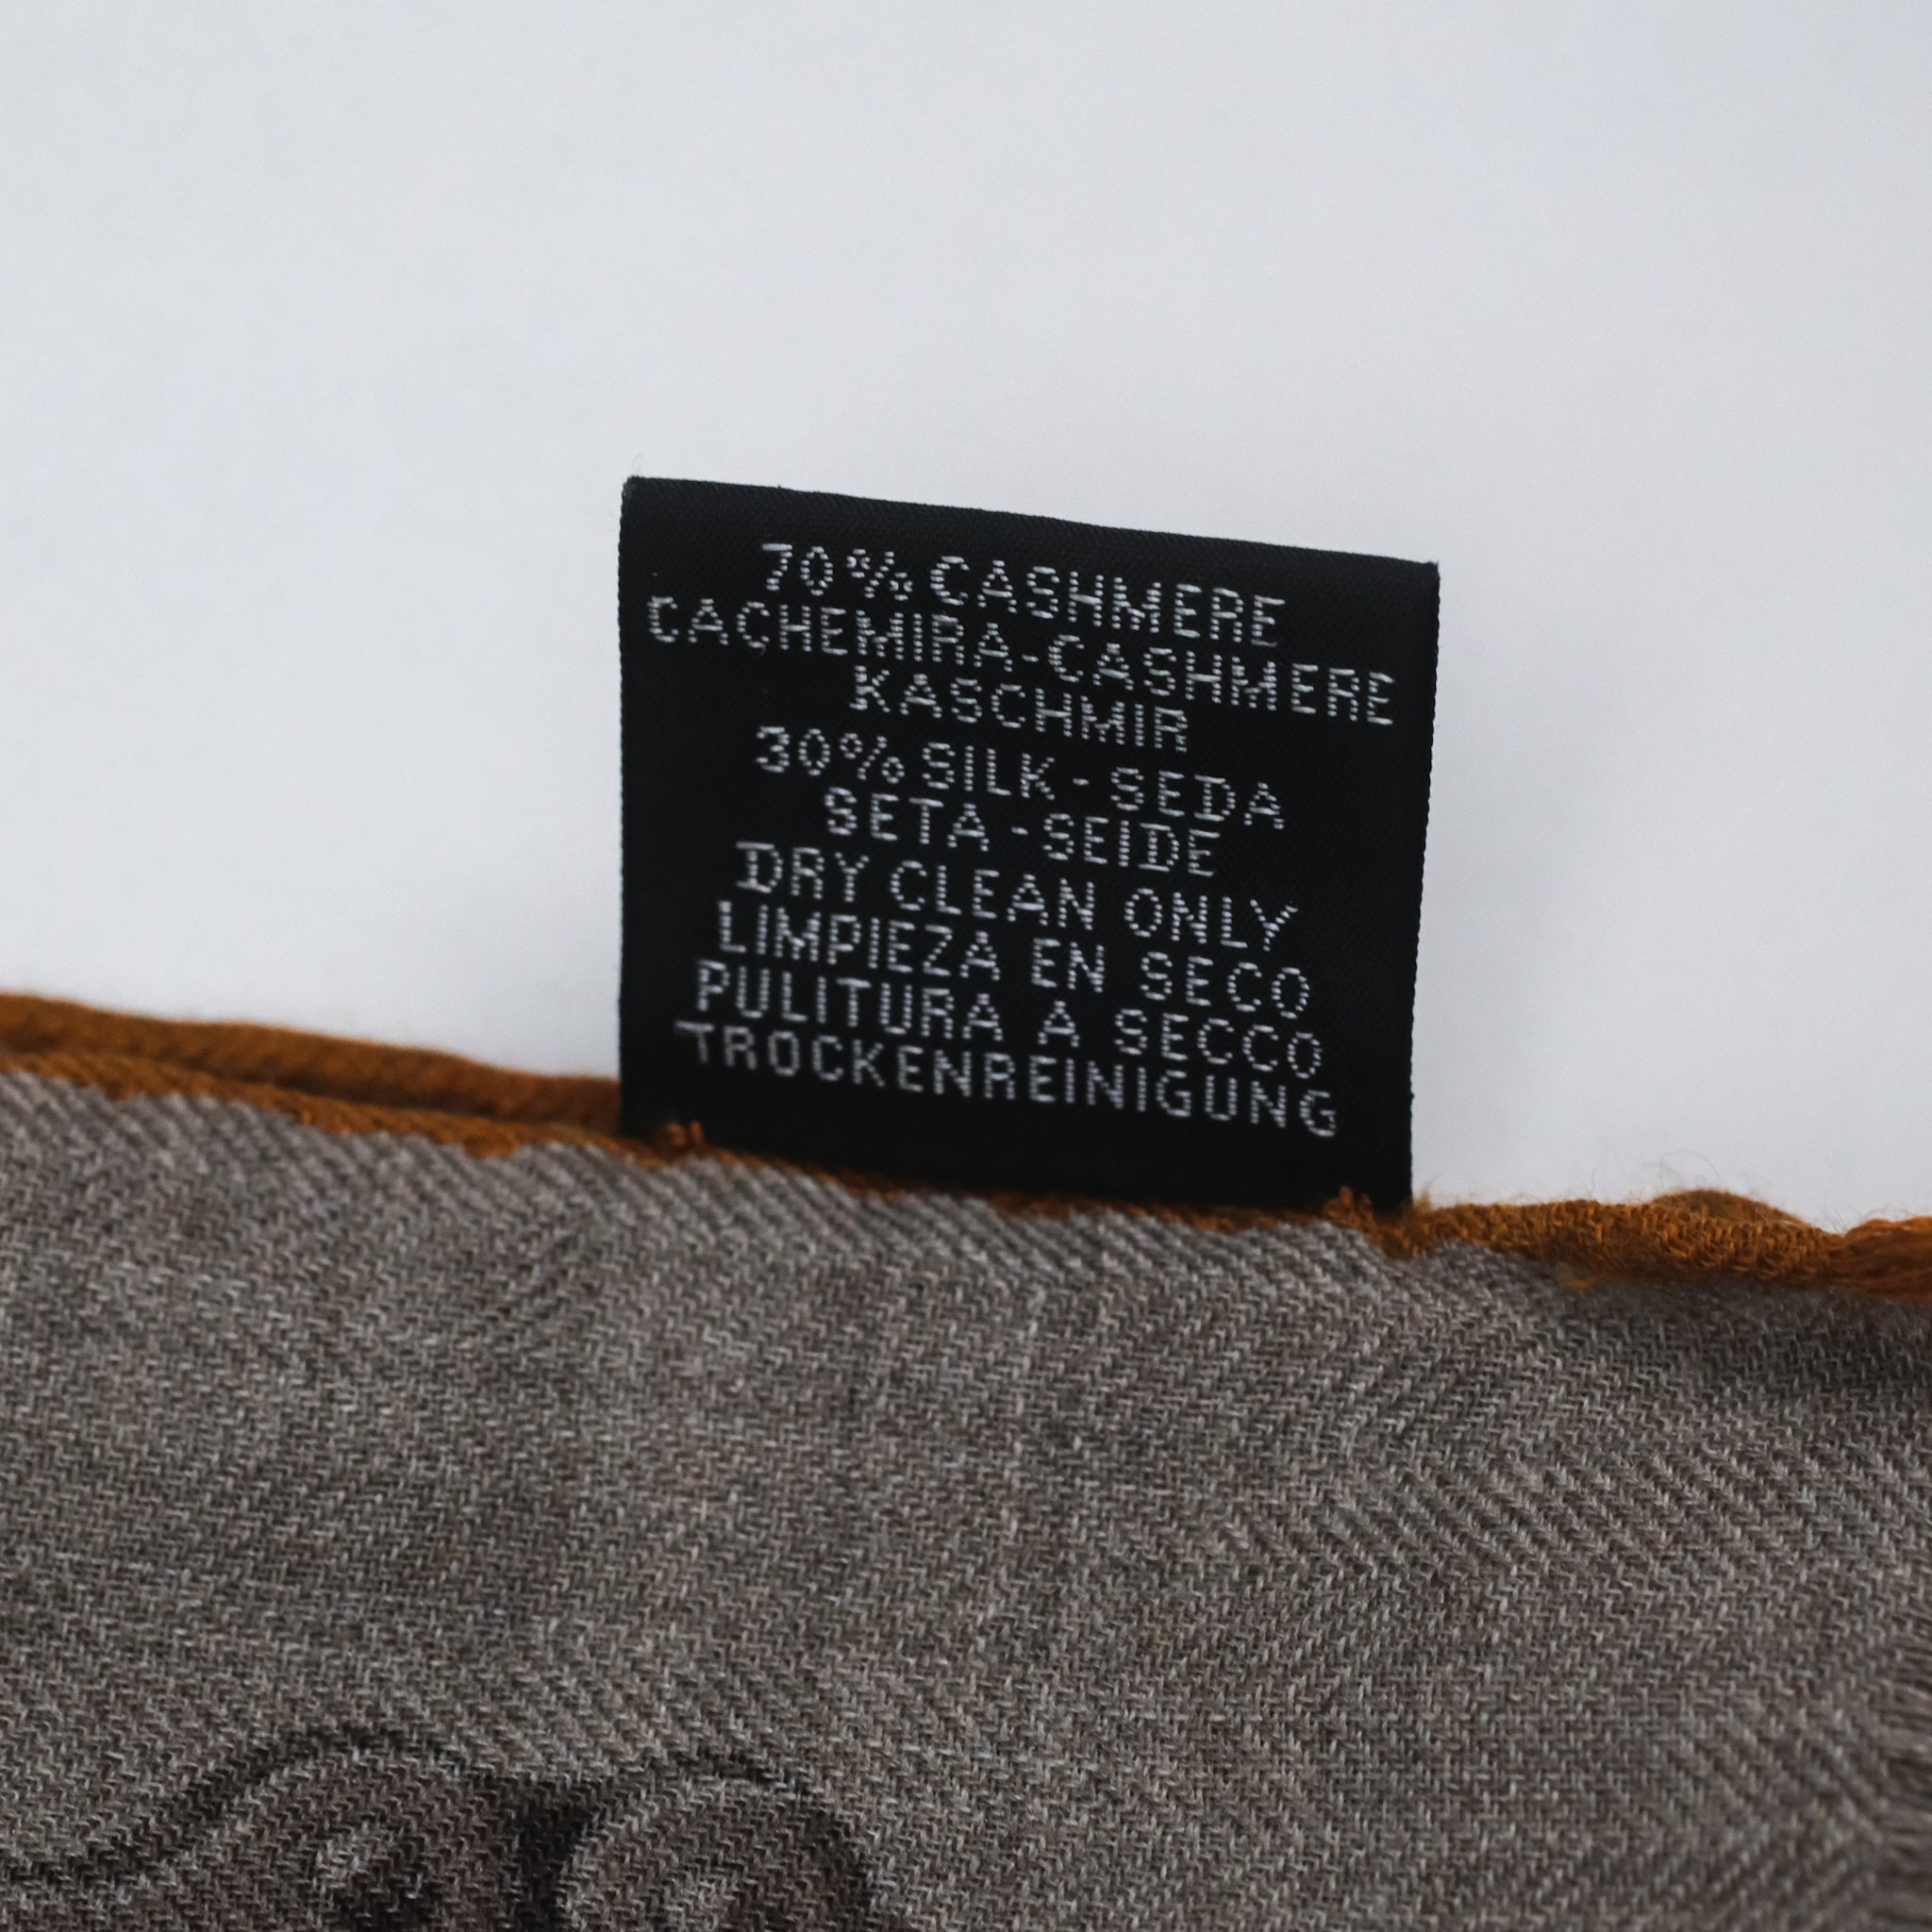 70% CASHMERE
CACHEMIRA-CASHMERE
KASCHMIR
30% SILK - SEDA
SETA - SEIDE
DRY CLEAN ONLY
LIMPIEZA EN SECO
PULITURA A SECCO
TROCKENREINIGUNG